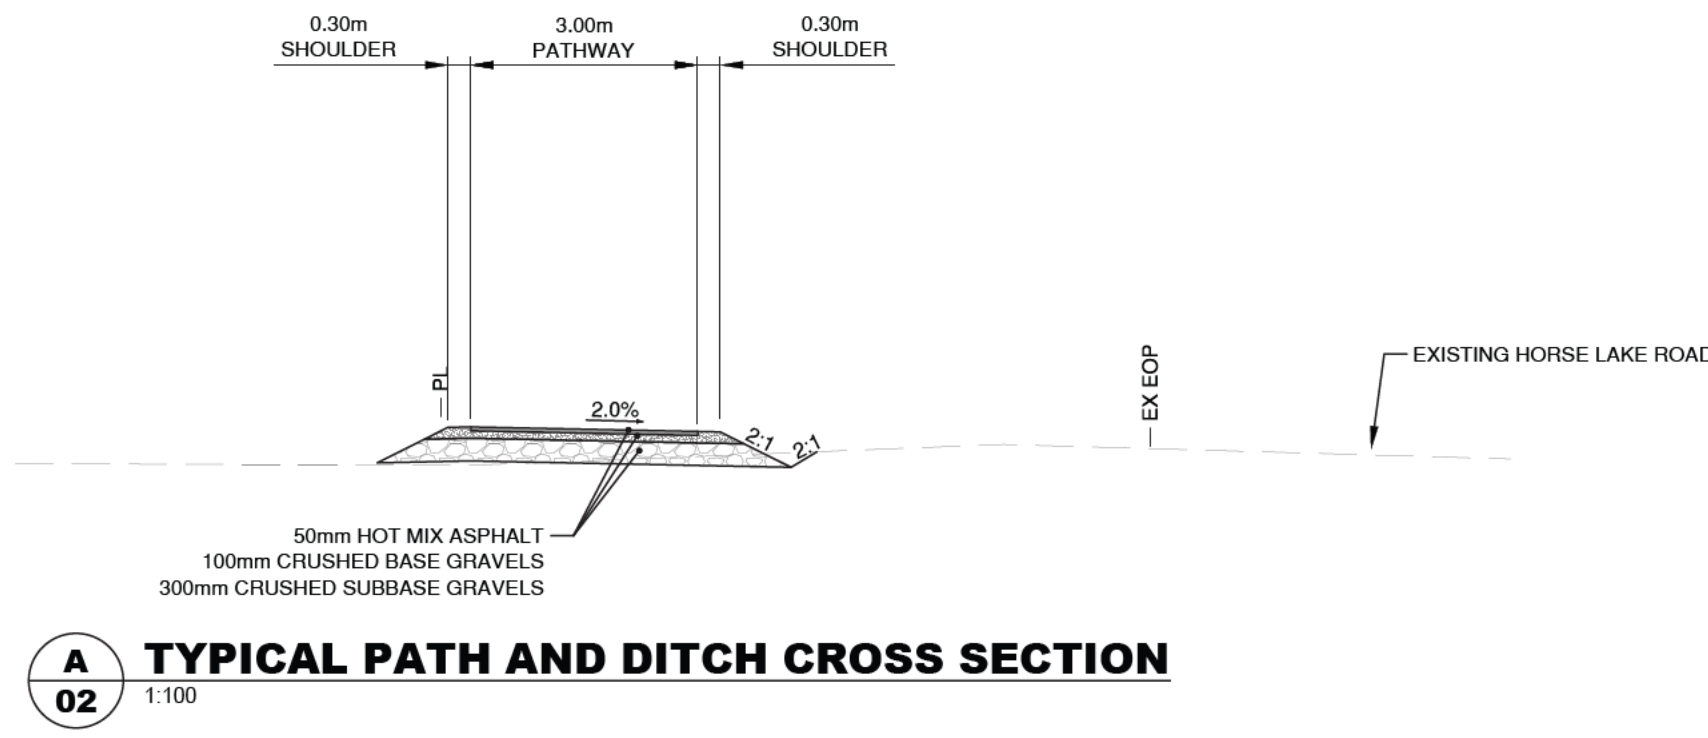 0.30m
SHOULDER
3.00m
PATHWAY
0.30m
SHOULDER
PL
2.0%
2:1
2:1
EX EOP
EXISTING HORSE LAKE ROAD
50mm HOT MIX ASPHALT
100mm CRUSHED BASE GRAVELS
300mm CRUSHED SUBBASE GRAVELS
A
02
TYPICAL PATH AND DITCH CROSS SECTION
1:100